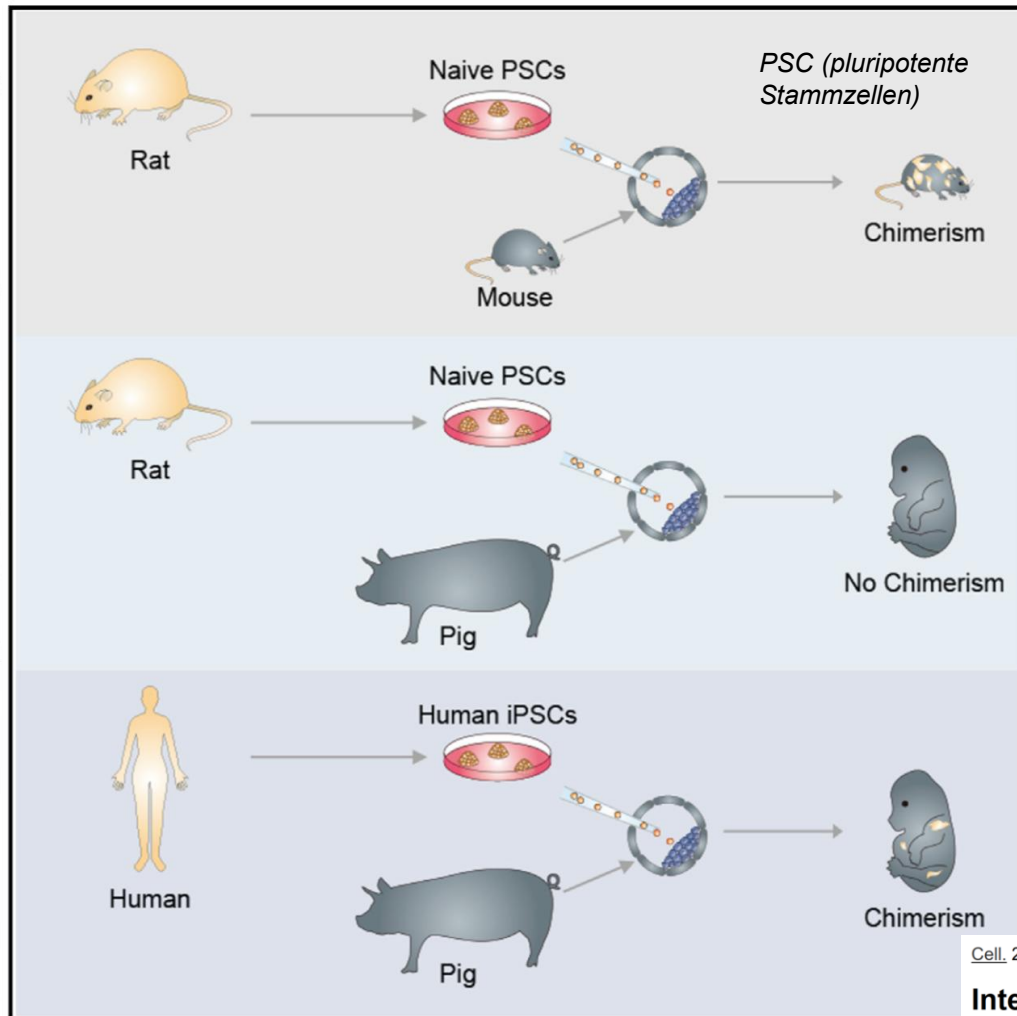 Naive PSCs
PSC (pluripotente
Stammzellen)
Rat
Chimerism
Mouse
Naive PSCs
Rat
No Chimerism
Pig
Human iPSCs
Human
Chimerism
Pig
Cell. 2
Inte